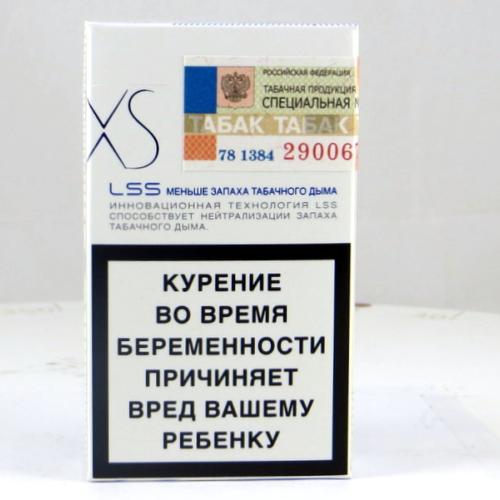 XS
РОССИЙСКАЯ ФЕДЕРАЦИЯ
ТАБАЧНАЯ ПРОДУКЦИЯ
СПЕЦИАЛЬНАЯ
ТАБАК ТАБАК
78 1384 290067
LSS МЕНЬШЕ ЗАПАХА ТАБАЧНОГО ДЫМА
ИННОВАЦИОННАЯ ТЕХНОЛОГИЯ LSS
СПОСОБСТВУЕТ НЕЙТРАЛИЗАЦИИ ЗАПАХА
ТАБАЧНОГО ДЫМА.
КУРЕНИЕ
ВО ВРЕМЯ
БЕРЕМЕННОСТИ
ПРИЧИНЯЕТ
ВРЕД ВАШЕМУ
РЕБЕНКУ